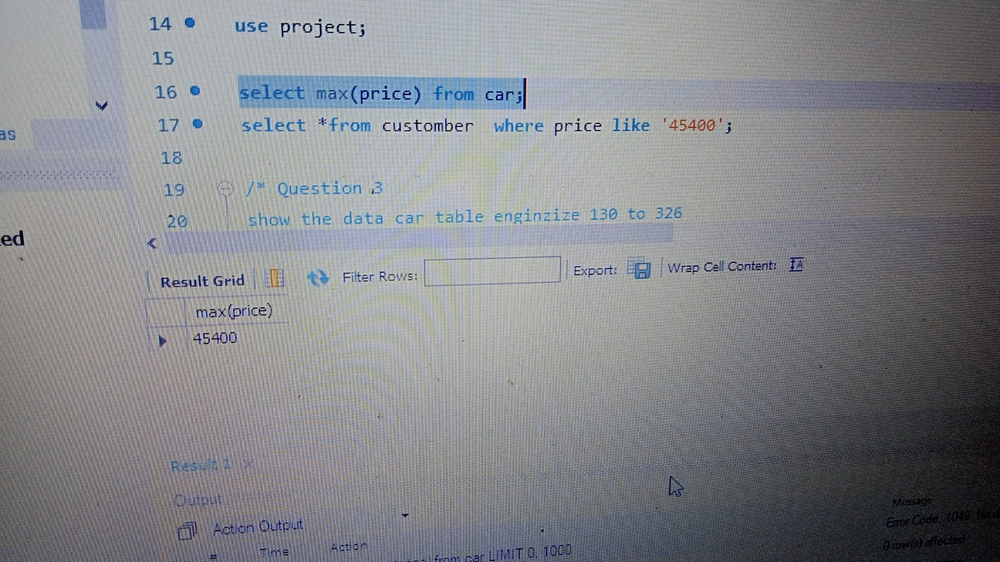 14 use project;
15
16 select max(price) from car;
17 select *from customber where price like '45400';
as
18
19 /* Question 3
20 show the data car table enginzize 130 to 326
ed
Result Grid Filter Rows: Export: Wrap Cell Content:
max(price)
45400
Result 1
Output
Message
Action Output
Error Code: 1046. No d
Time Action
0 row(s) affected
from car LIMIT 0, 1000